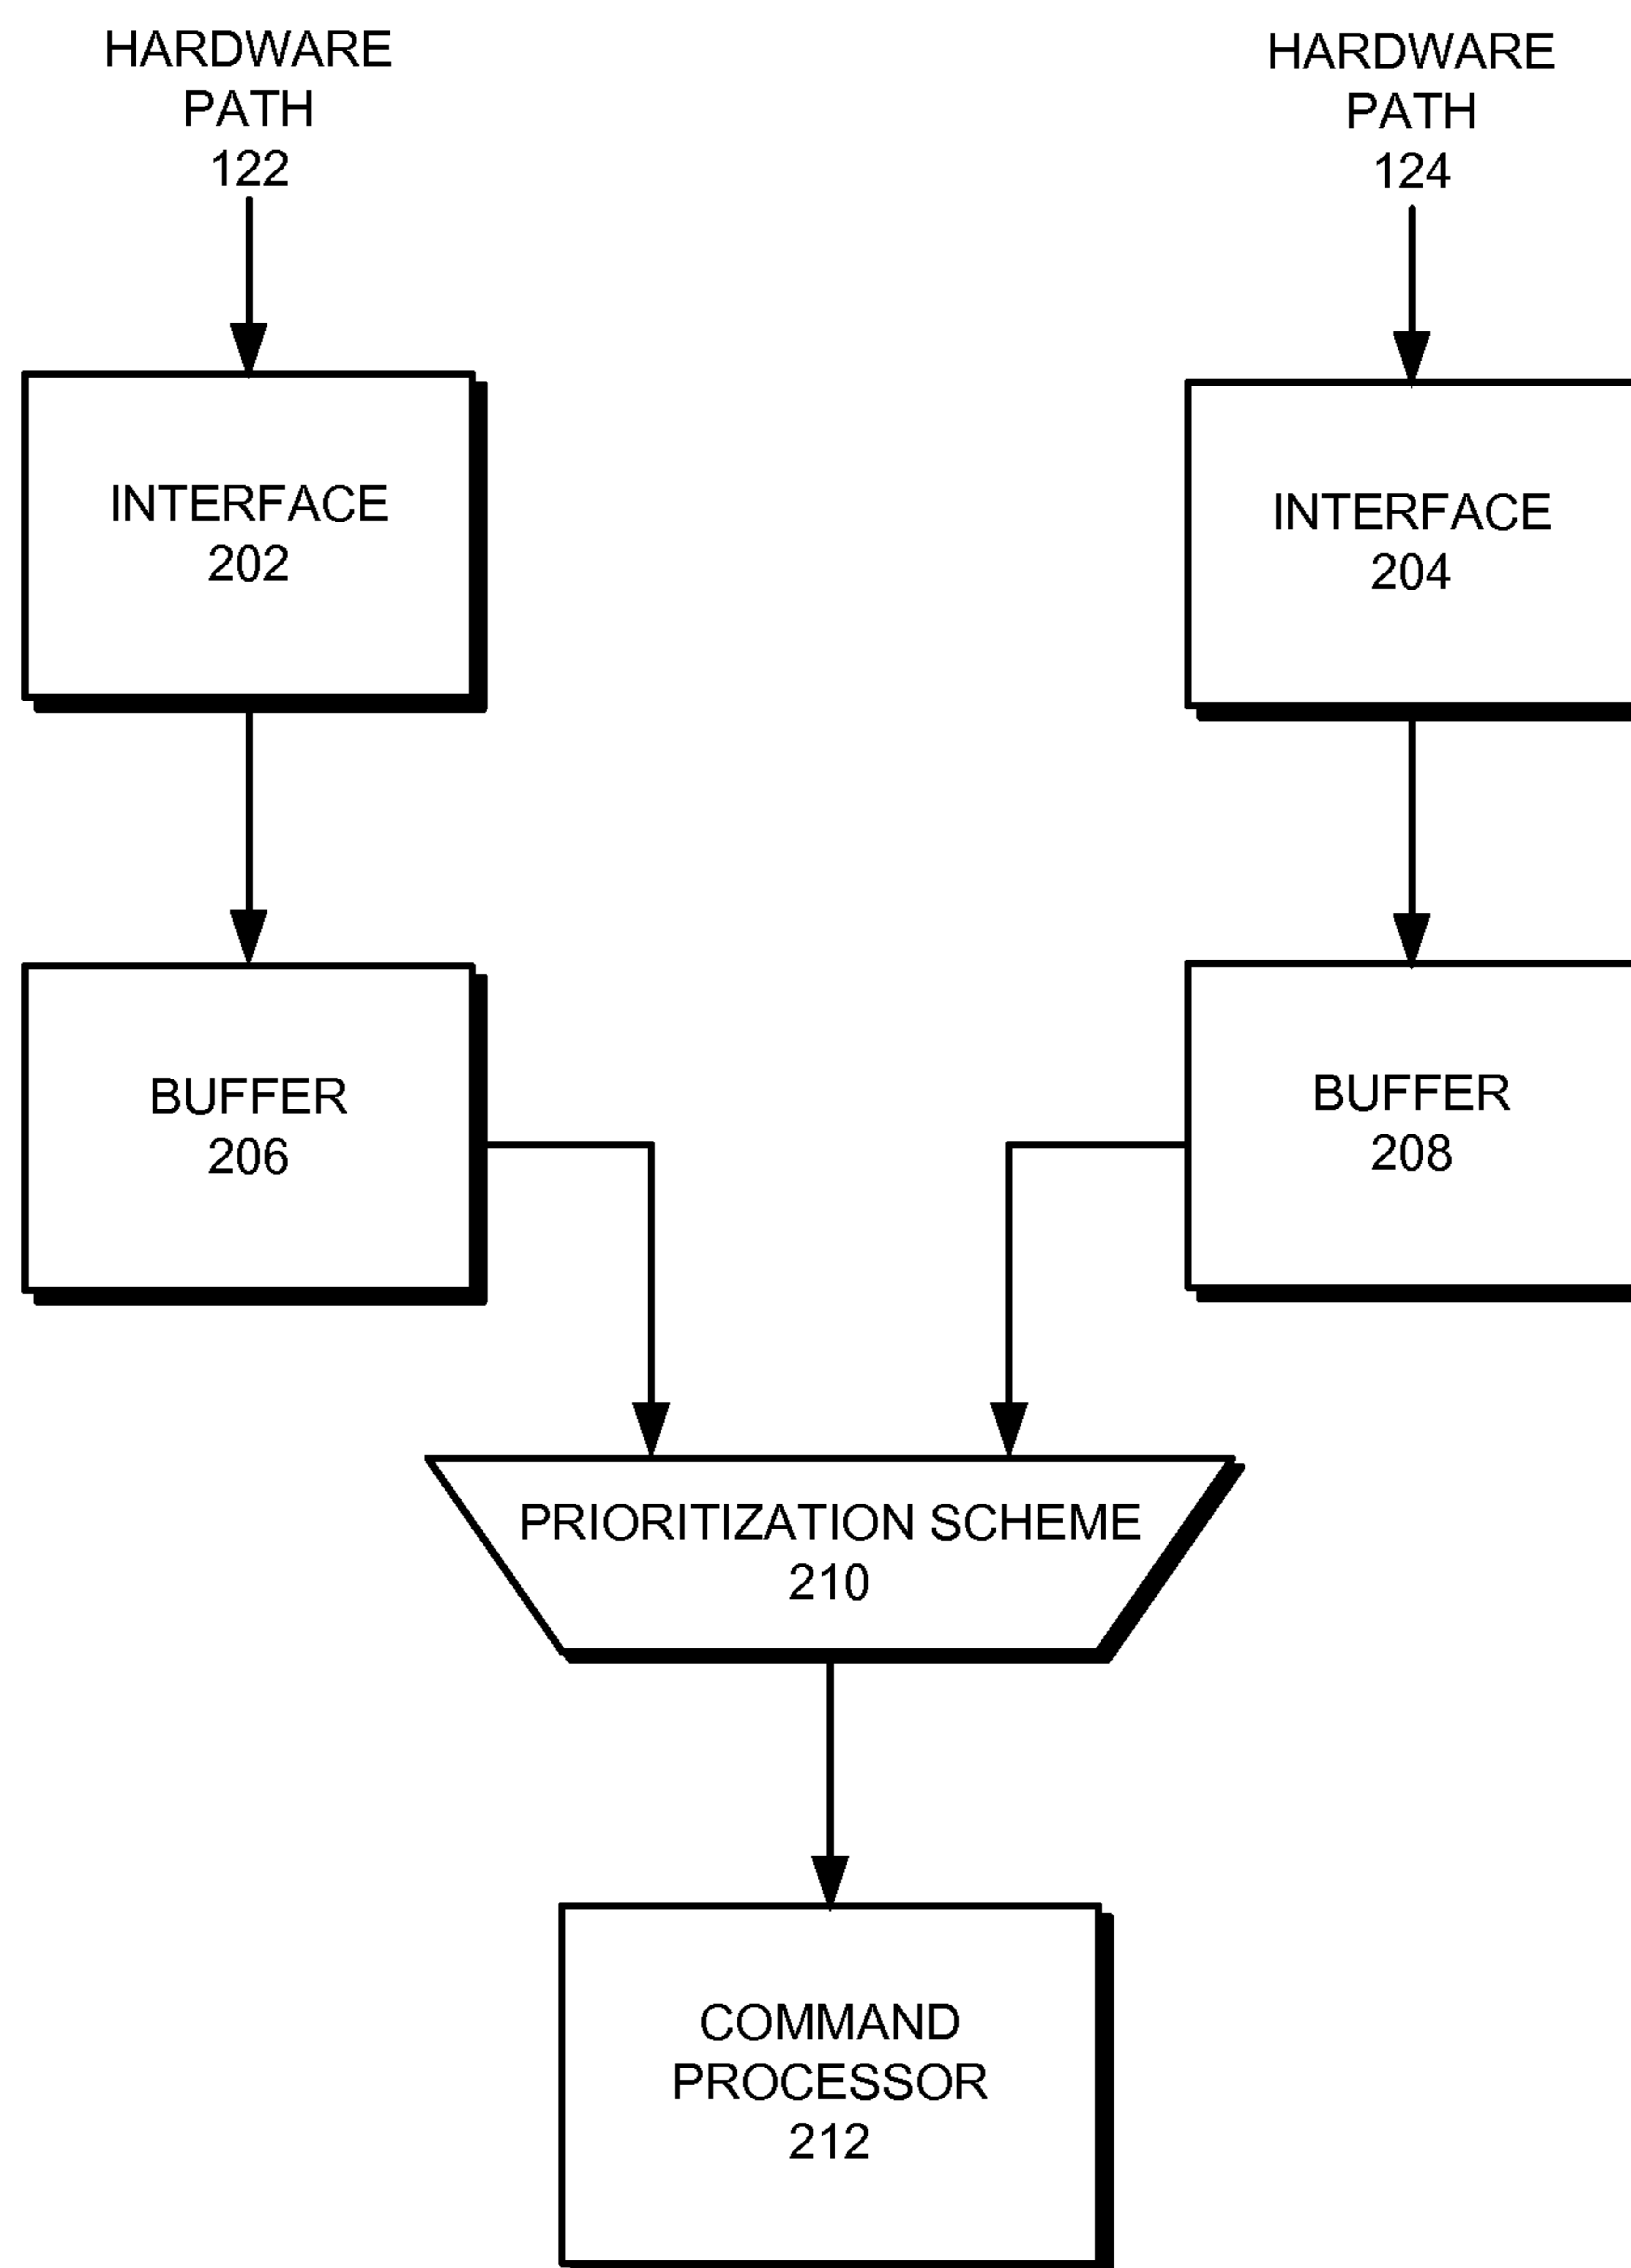 HARDWARE
PATH
122
HARDWARE
PATH
124
INTERFACE
202
INTERFACE
204
BUFFER
206
BUFFER
208
PRIORITIZATION SCHEME
210
COMMAND
PROCESSOR
212